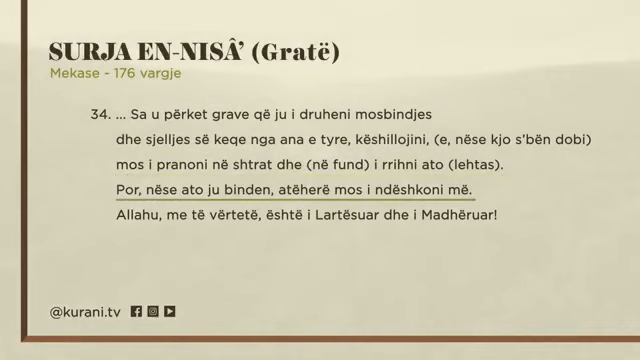 SURJA EN-NISÂ’ (Gratë)
Mekase - 176 vargje
34. ... Sa u përket grave që ju i druheni mosbindjes
dhe sjelljes së keqe nga ana e tyre, këshillojini, (e, nëse kjo s’bën dobi)
mos i pranoni në shtrat dhe (në fund) i rrihni ato (lehtas).
Por, nëse ato ju binden, atëherë mos i ndëshkoni më.
Allahu, me të vërtetë, është i Lartësuar dhe i Madhëruar!
@kurani.tv